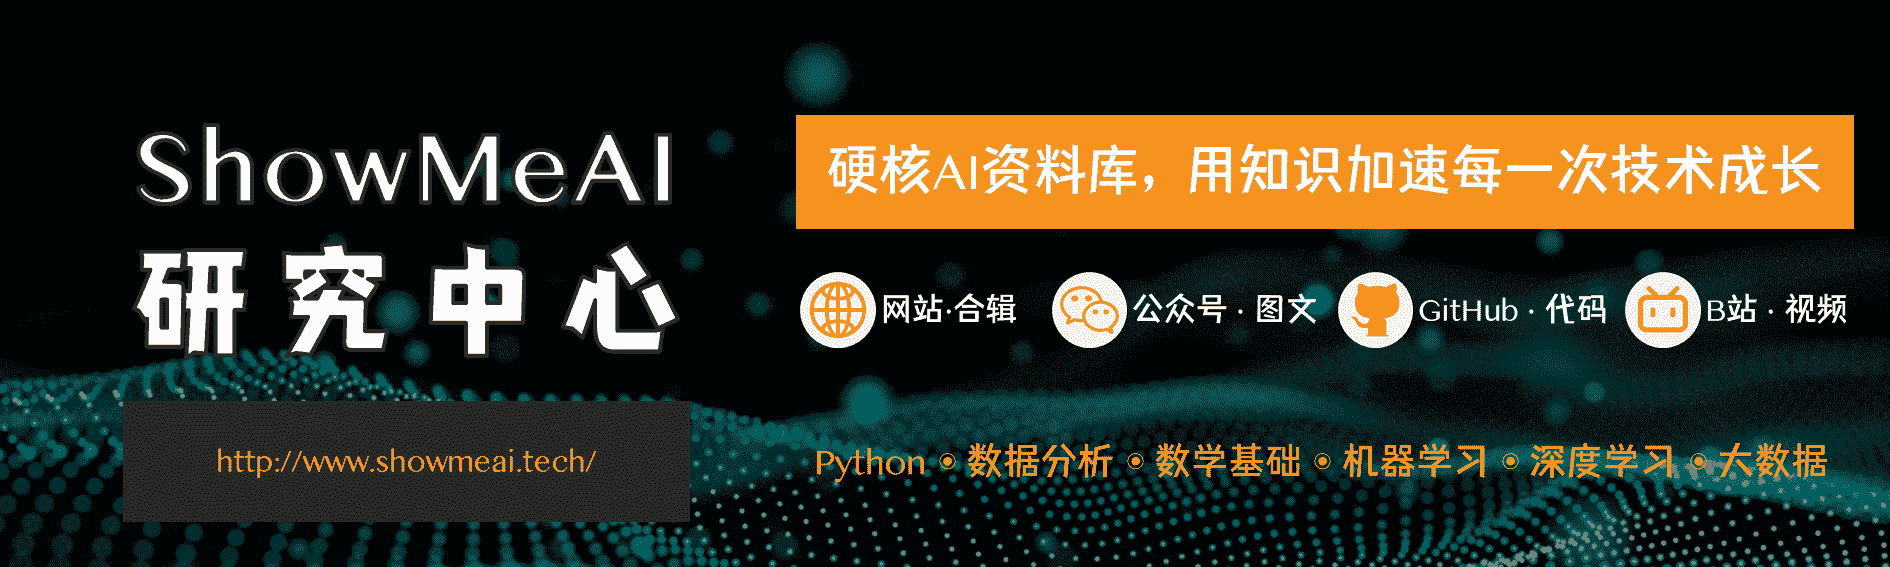 ShowMeAI
研究中心
http://www.showmeai.tech/
硬核AI资料库，用知识加速每一次技术成长
网站·合辑
公众号 · 图文
GitHub · 代码
B站 · 视频
Python ◉ 数据分析 ◉ 数学基础 ◉ 机器学习 ◉ 深度学习 ◉ 大数据